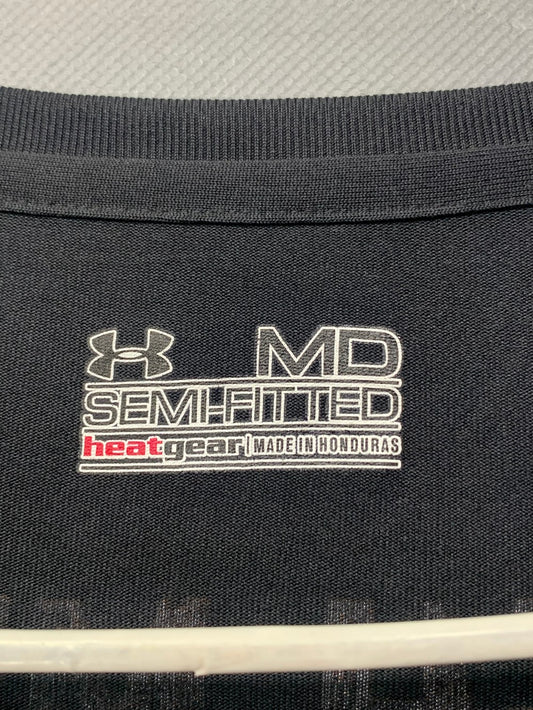 MD
SEMI-FITTED
heatgear | MADE IN HONDURAS